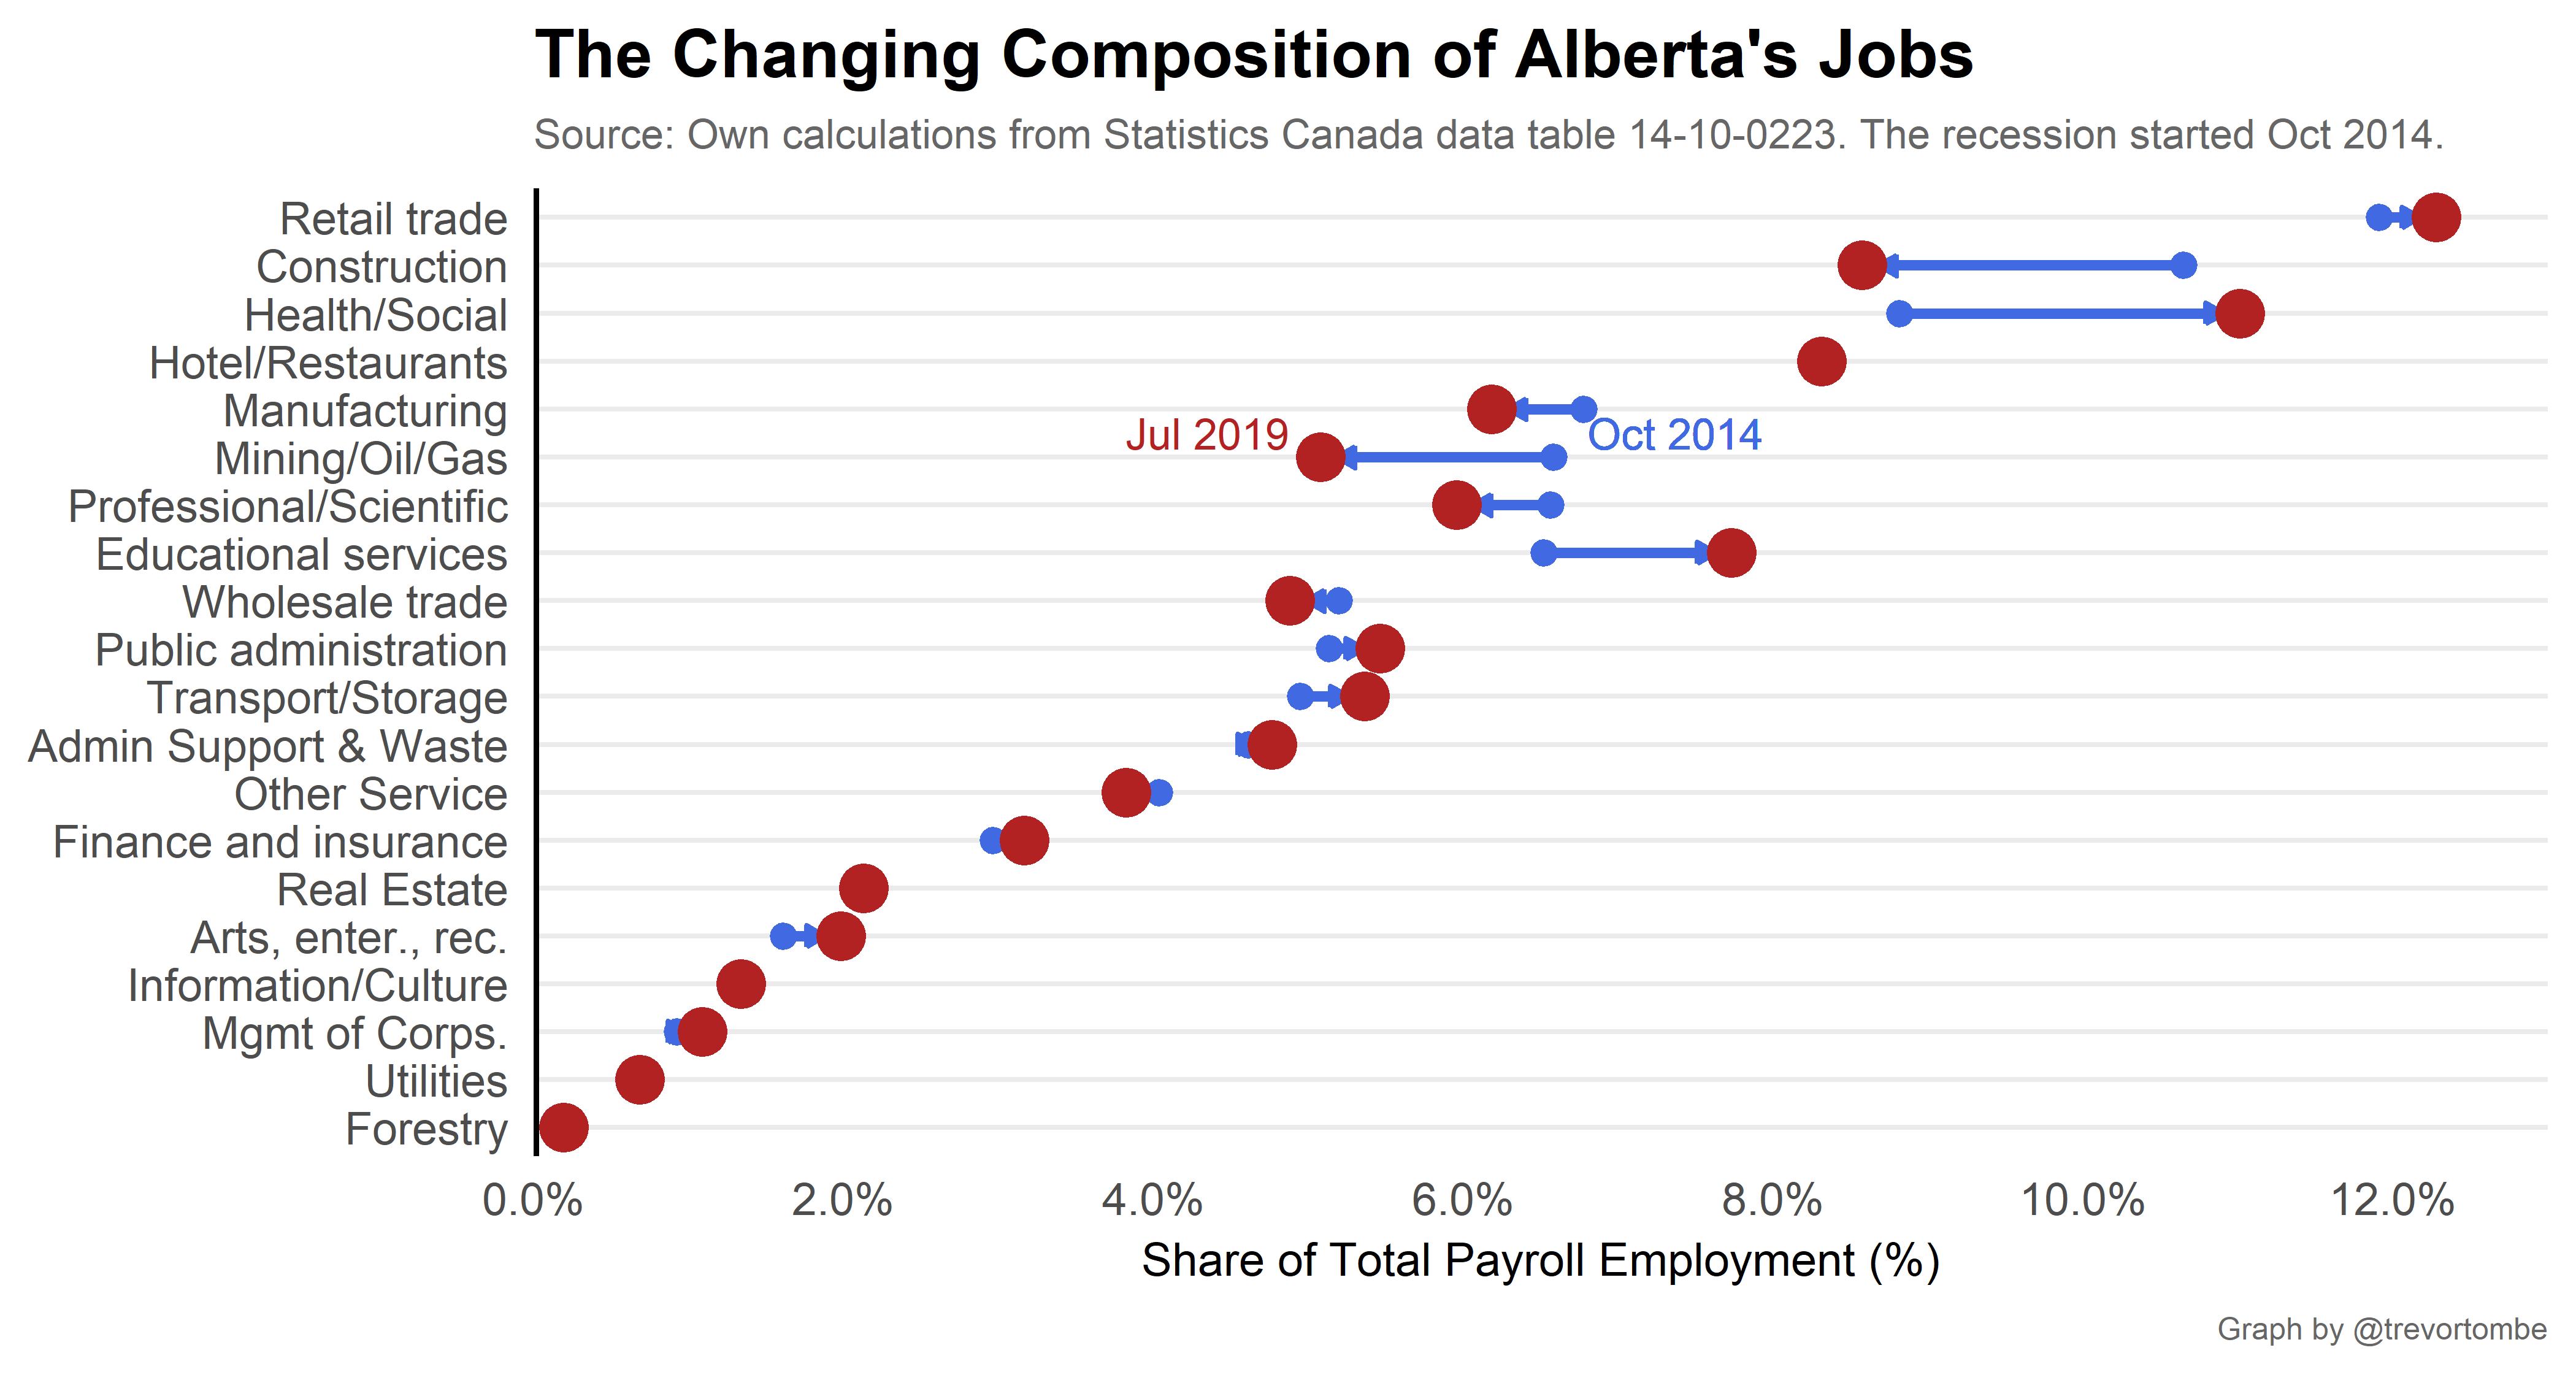 The Changing Composition of Alberta's Jobs
Source: Own calculations from Statistics Canada data table 14-10-0223. The recession started Oct 2014.
Retail trade
Construction
Health/Social
Hotel/Restaurants
Manufacturing
Jul 2019
Oct 2014
Mining/Oil/Gas
Professional/Scientific
Educational services
Wholesale trade
Public administration
Transport/Storage
Admin Support & Waste
Other Service
Finance and insurance
Real Estate
Arts, enter., rec.
Information/Culture
Mgmt of Corps.
Utilities
Forestry
0.0% 2.0% 4.0% 6.0% 8.0% 10.0% 12.0%
Share of Total Payroll Employment (%)
Graph by @trevortombe